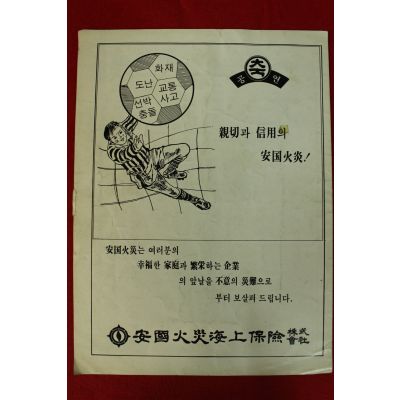 화재
도난
교통
사고
선박
충돌
공 인
親切과 信用의
安国火災!
安国火災는 여러분의
幸福한 家庭과 繁栄하는 企業
의 앞날을 不意의 災難으로
부터 보살펴 드립니다.
安國火災海上保險 株式
會社